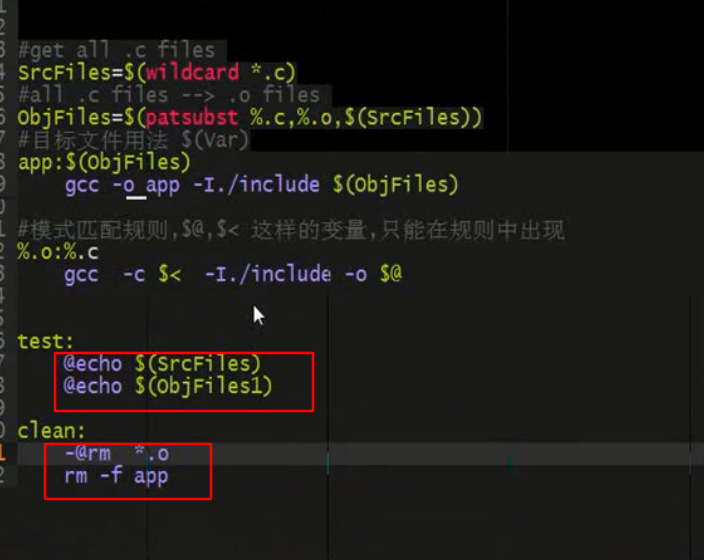 #get all .c files
SrcFiles=$(wildcard *.c)
#all .c files --> .o files
ObjFiles=$(patsubst %.c,%.o,$(SrcFiles))
#目标文件用法 $(Var)
app:$(ObjFiles)
gcc -o app -I./include $(ObjFiles)
#模式匹配规则,$@,$< 这样的变量,只能在规则中出现
%.o:%.c
gcc -c $< -I./include -o $@
test:
@echo $(SrcFiles)
@echo $(ObjFiles1)
clean:
-@rm *.o
rm -f app